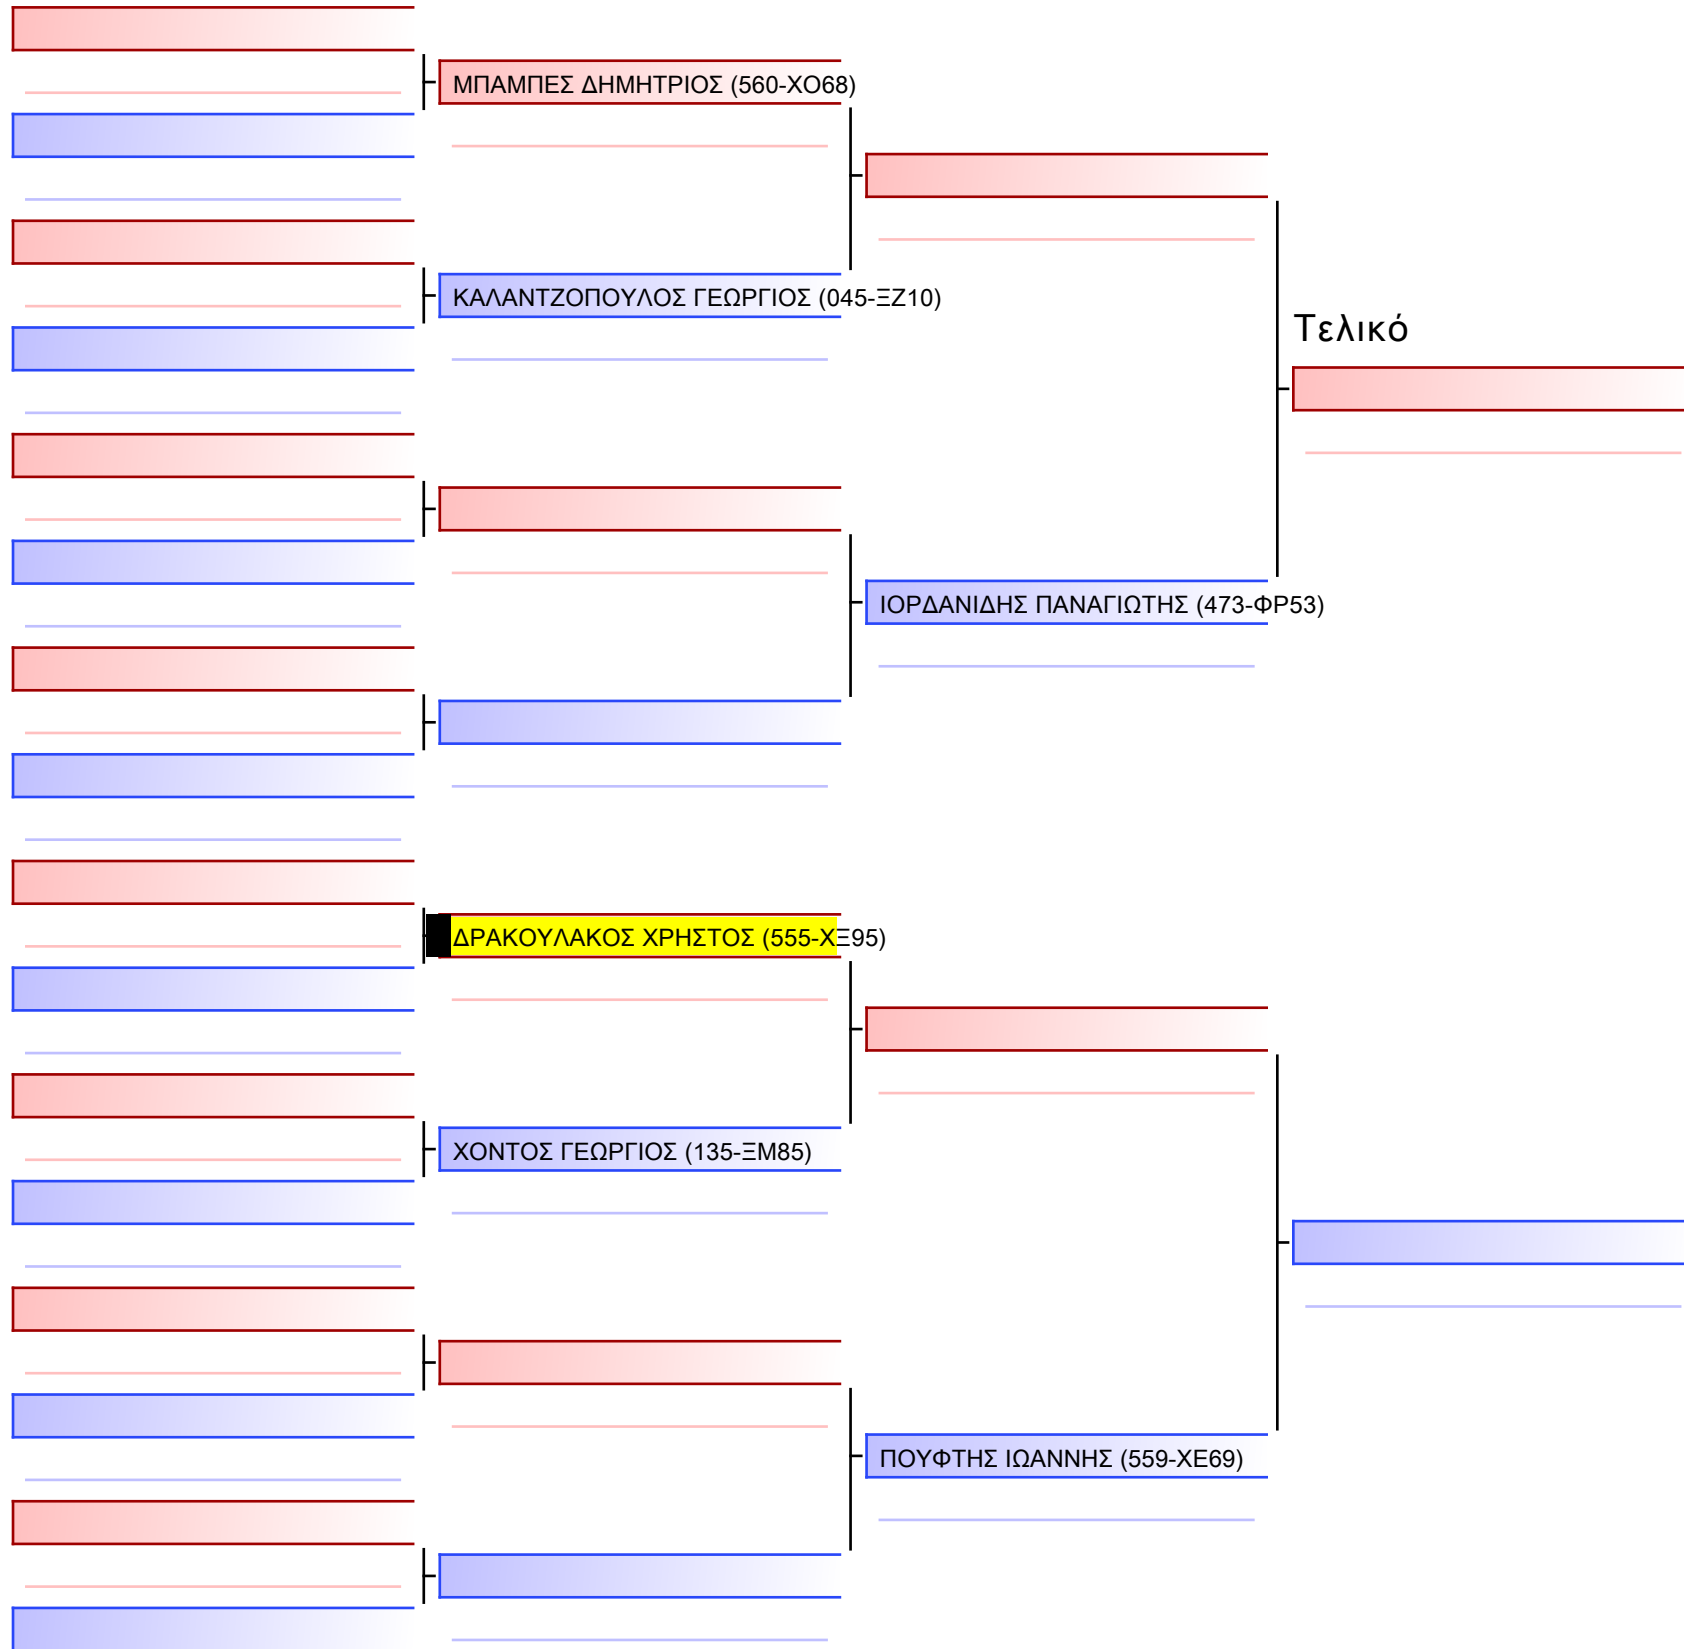 ΜΠΑΜΠΕΣ ΔΗΜΗΤΡΙΟΣ (560-ΧΟ68)
ΚΑΛΑΝΤΖΟΠΟΥΛΟΣ ΓΕΩΡΓΙΟΣ (045-ΞΖ10)
Τελικό
ΙΟΡΔΑΝΙΔΗΣ ΠΑΝΑΓΙΩΤΗΣ (473-ΦΡ53)
ΔΡΑΚΟΥΛΑΚΟΣ ΧΡΗΣΤΟΣ (555-ΧΞ95)
ΧΟΝΤΟΣ ΓΕΩΡΓΙΟΣ (135-ΞΜ85)
ΠΟΥΦΤΗΣ ΙΩΑΝΝΗΣ (559-ΧΕ69)